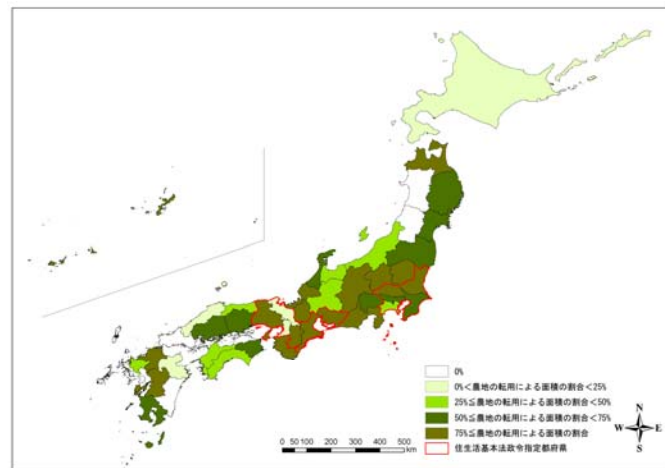 0%
0%<農地の転用による面積の割合<25%
25%≦農地の転用による面積の割合<50%
50%≦農地の転用による面積の割合<75%
75%≦農地の転用による面積の割合
住生活基本法政令指定都府県
0 50 100 200 300 400 500
km
N
W E
S